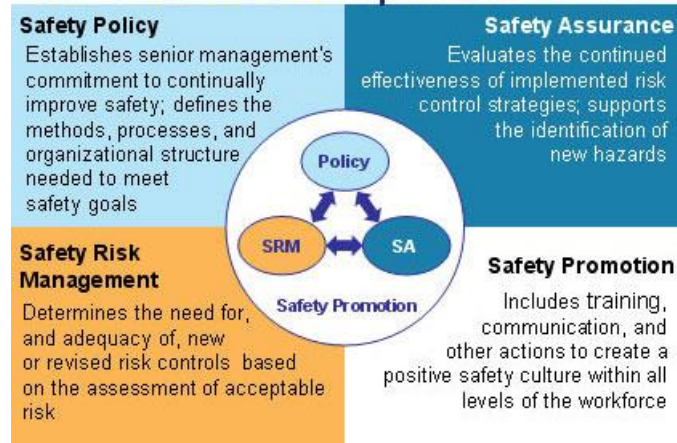 Safety Policy
Establishes senior management's
commitment to continually
improve safety; defines the
methods, processes, and
organizational structure
needed to meet
safety goals
Safety Assurance
Evaluates the continued
effectiveness of implemented risk
control strategies; supports
the identification of
new hazards
Policy
SRM
SA
Safety Promotion
Safety Risk
Management
Determines the need for,
and adequacy of, new
or revised risk controls based
on the assessment of acceptable
risk
Safety Promotion
Includes training,
communication, and
other actions to create a
positive safety culture within all
levels of the workforce